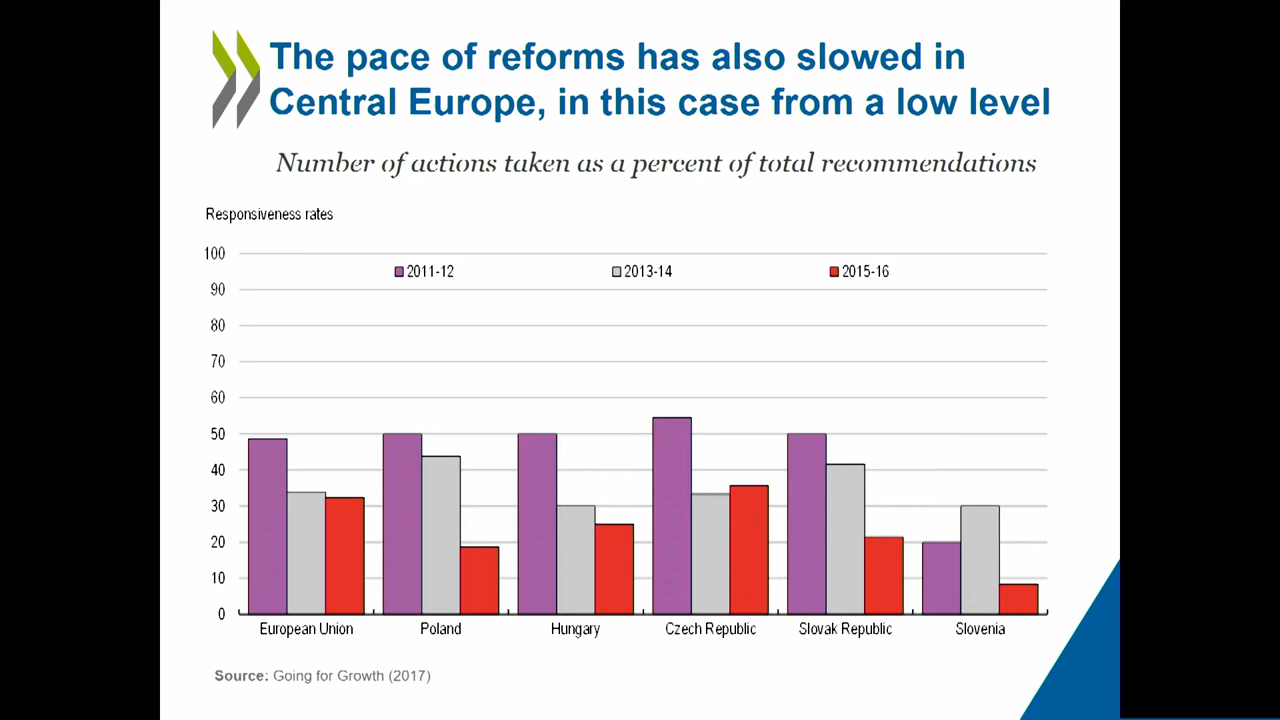 The pace of reforms has also slowed in
Central Europe, in this case from a low level
Number of actions taken as a percent of total recommendations
Responsiveness rates
100
2011-12 2013-14 2015-16
90
80
70
60
50
40
30
20
10
0
European Union Poland Hungary Czech Republic Slovak Republic Slovenia
Source: Going for Growth (2017)